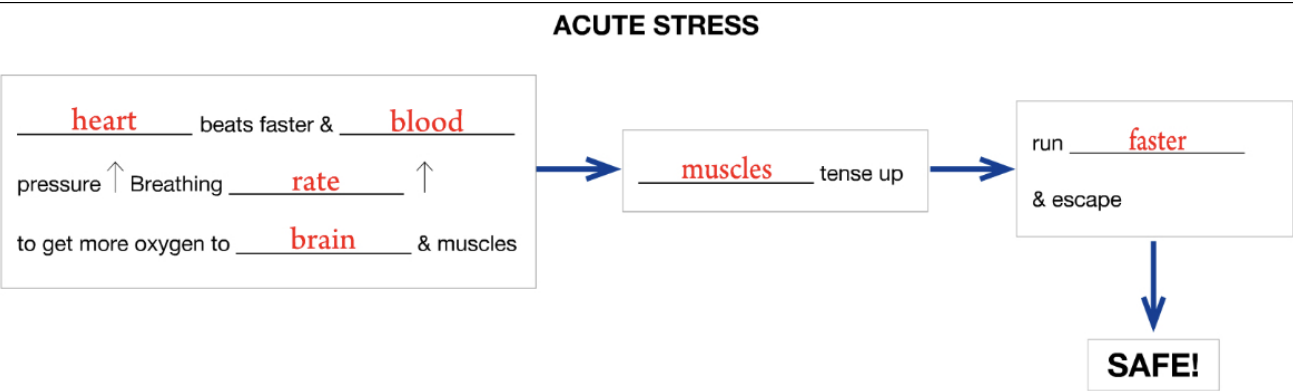 ACUTE STRESS
heart beats faster & blood
pressure ↑ Breathing rate ↑
to get more oxygen to brain & muscles
muscles tense up
run faster
& escape
SAFE!